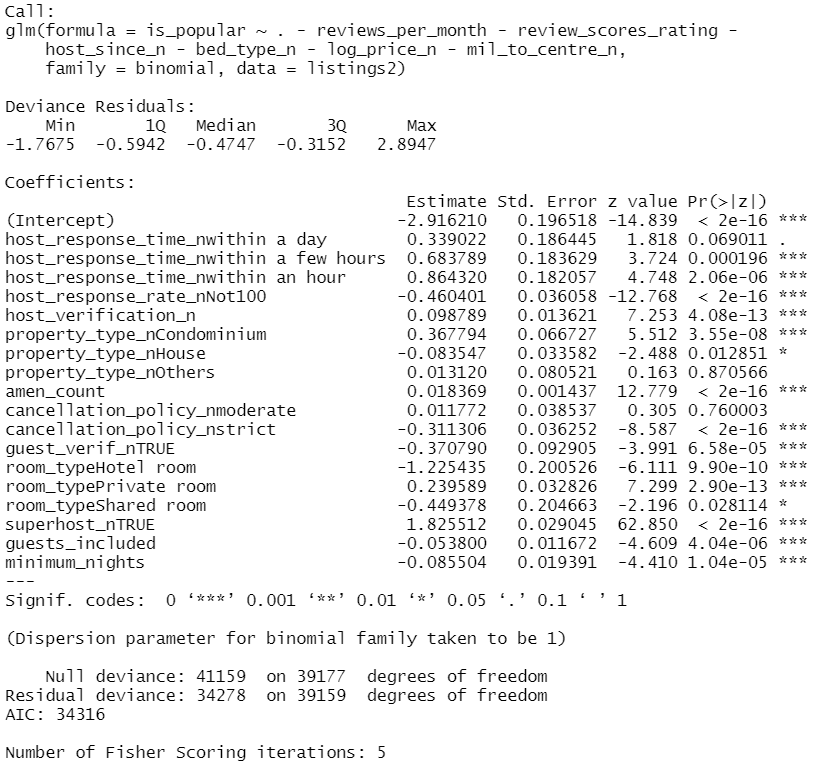 Call:
glm(formula = is_popular ~ . - reviews_per_month - review_scores_rating -
    host_since_n - bed_type_n - log_price_n - mil_to_centre_n,
    family = binomial, data = listings2)

Deviance Residuals:
    Min       1Q   Median       3Q      Max
-1.7675  -0.5942  -0.4747  -0.3152   2.8947

Coefficients:
                                     Estimate Std. Error z value Pr(>|z|)
(Intercept)                         -2.916210   0.196518 -14.839  < 2e-16 ***
host_response_time_nwithin a day     0.339022   0.186445   1.818 0.069011 .
host_response_time_nwithin a few hours  0.683789   0.183629   3.724 0.000196 ***
host_response_time_nwithin an hour   0.864320   0.182057   4.748 2.06e-06 ***
host_response_rate_nNot100          -0.460401   0.036058 -12.768  < 2e-16 ***
host_verification_n                  0.098789   0.013621   7.253 4.08e-13 ***
property_type_nCondominium           0.367794   0.066727   5.512 3.55e-08 ***
property_type_nHouse                -0.083547   0.033582  -2.488 0.012851 *
property_type_nOthers                0.013120   0.080521   0.163 0.870566
amen_count                           0.018369   0.001437  12.779  < 2e-16 ***
cancellation_policy_nmoderate        0.011772   0.038537   0.305 0.760003
cancellation_policy_nstrict         -0.311306   0.036252  -8.587  < 2e-16 ***
guest_verif_nTRUE                   -0.370790   0.092905  -3.991 6.58e-05 ***
room_typeHotel room                 -1.225435   0.200526  -6.111 9.90e-10 ***
room_typePrivate room                0.239589   0.032826   7.299 2.90e-13 ***
room_typeShared room                -0.449378   0.204663  -2.196 0.028114 *
superhost_nTRUE                      1.825512   0.029045  62.850  < 2e-16 ***
guests_included                     -0.053800   0.011672  -4.609 4.04e-06 ***
minimum_nights                      -0.085504   0.019391  -4.410 1.04e-05 ***
---
Signif. codes:  0 ‘***’ 0.001 ‘**’ 0.01 ‘*’ 0.05 ‘.’ 0.1 ‘ ’ 1

(Dispersion parameter for binomial family taken to be 1)

    Null deviance: 41159  on 39177  degrees of freedom
Residual deviance: 34278  on 39159  degrees of freedom
AIC: 34316

Number of Fisher Scoring iterations: 5